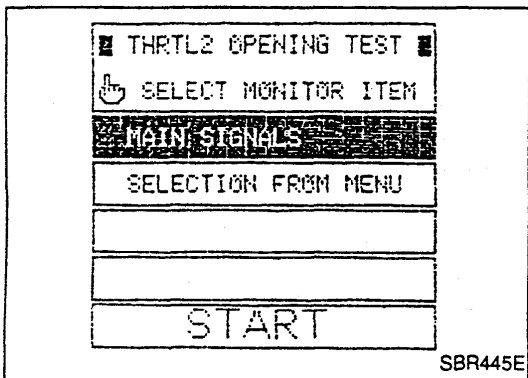 THRTL2 OPENING TEST
SELECT MONITOR ITEM
MAIN SIGNALS
SELECTION FROM MENU
START
SBR445E